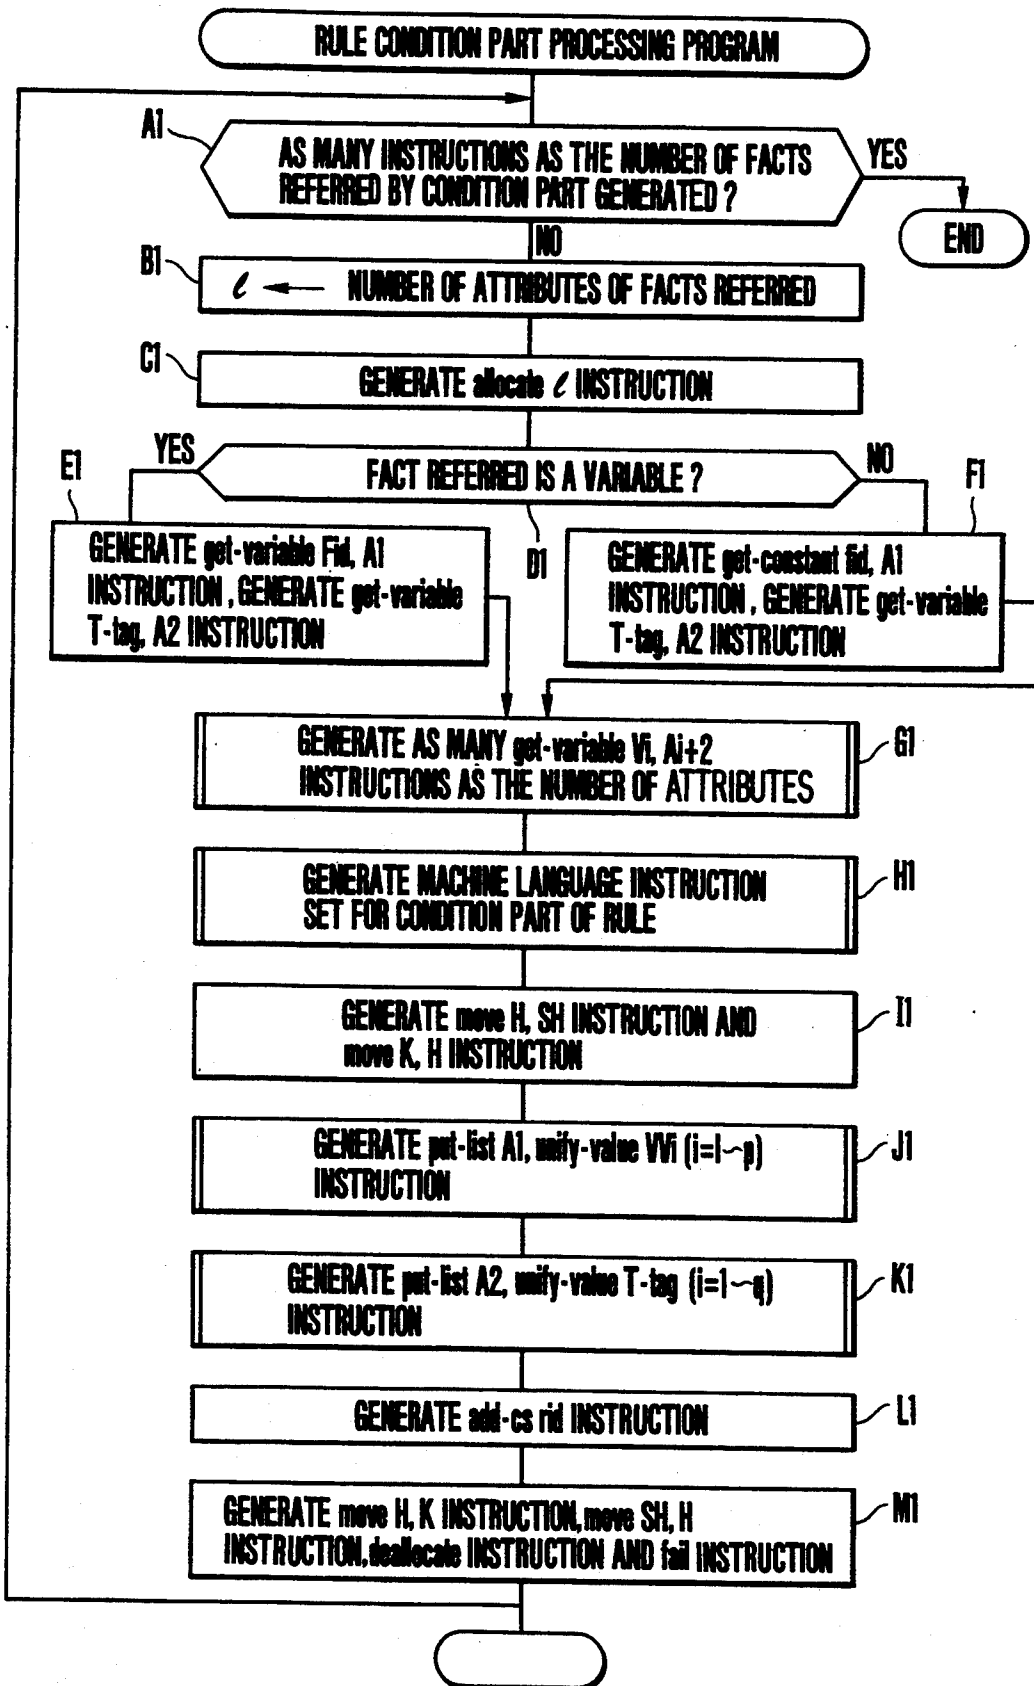 RULE CONDITION PART PROCESSING PROGRAM
A1
AS MANY INSTRUCTIONS AS THE NUMBER OF FACTS
REFERRED BY CONDITION PART GENERATED ?
YES
END
NO
B1
ℓ ← NUMBER OF ATTRIBUTES OF FACTS REFERRED
C1
GENERATE allocate ℓ INSTRUCTION
YES
FACT REFERRED IS A VARIABLE ?
NO
E1
D1
F1
GENERATE get-variable Fid, A1
INSTRUCTION, GENERATE get-variable
T-tag, A2 INSTRUCTION
GENERATE get-constant fid, A1
INSTRUCTION, GENERATE get-variable
T-tag, A2 INSTRUCTION
GENERATE AS MANY get-variable Vi, Ai+2
INSTRUCTIONS AS THE NUMBER OF ATTRIBUTES
G1
GENERATE MACHINE LANGUAGE INSTRUCTION
SET FOR CONDITION PART OF RULE
H1
GENERATE move H, SH INSTRUCTION AND
move K, H INSTRUCTION
I1
GENERATE put-list A1, unify-value VVi (i=1~p)
INSTRUCTION
J1
GENERATE put-list A2, unify-value T-tag (i=1~q)
INSTRUCTION
K1
GENERATE add-cs rid INSTRUCTION
L1
GENERATE move H, K INSTRUCTION, move SH, H
INSTRUCTION, deallocate INSTRUCTION AND fail INSTRUCTION
M1